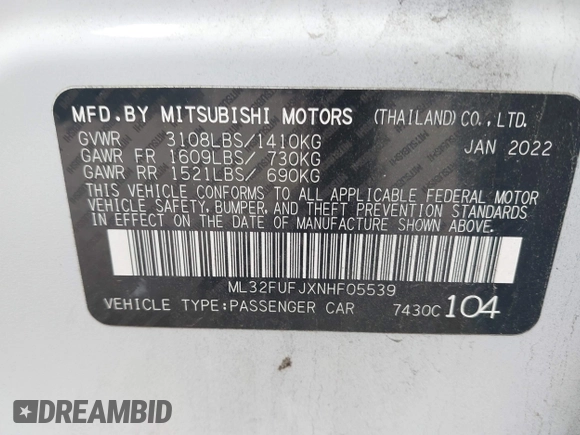 MFD.BY MITSUBISHI MOTORS (THAILAND) CO., LTD.
GVWR 3108LBS/1410KG JAN 2022
GAWR FR 1609LBS/ 730KG
GAWR RR 1521LBS/ 690KG
THIS VEHICLE CONFORMS TO ALL APPLICABLE FEDERAL MOTOR
VEHICLE SAFETY, BUMPER, AND THEFT PREVENTION STANDARDS
IN EFFECT ON THE DATE OF MANUFACTURE SHOWN ABOVE.
ML32FUFJXNHF05539
VEHICLE TYPE:PASSENGER CAR 7430C 104
DREAMBID